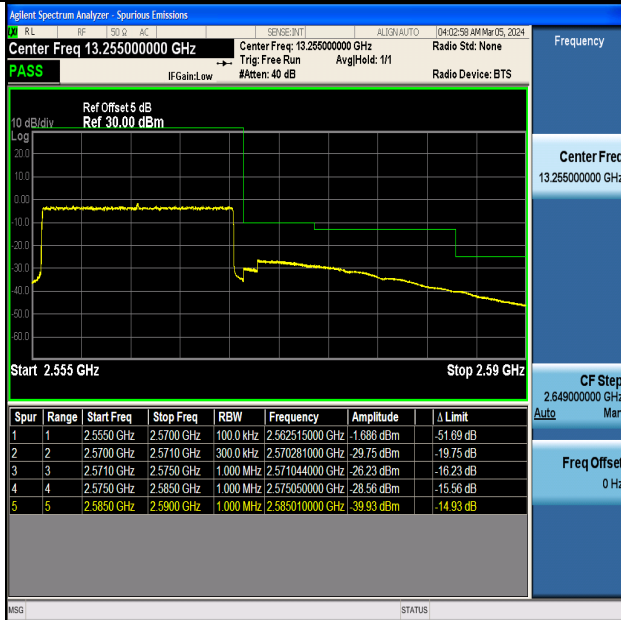 Agilent Spectrum Analyzer - Spurious Emissions
RL RF 50 Ω AC SENSE:INT ALIGN AUTO 04:02:58 AM Mar 05, 2024
Center Freq 13.255000000 GHz Center Freq: 13.255000000 GHz Radio Std: None
Trig: Free Run Avg|Hold: 1/1
PASS IFGain:Low #Atten: 40 dB Radio Device: BTS
Frequency
Ref Offset 5 dB
10 dB/div Ref 30.00 dBm
Log
20.0
10.0
0.00
-10.0
-20.0
-30.0
-40.0
-50.0
-60.0
Start 2.555 GHz Stop 2.59 GHz
Center Freq
13.255000000 GHz
CF Step
2.649000000 GHz
Auto Man
Freq Offset
0 Hz
Spur Range Start Freq Stop Freq RBW Frequency Amplitude Δ Limit
1 1 2.5550 GHz 2.5700 GHz 100.0 kHz 2.562515000 GHz -1.686 dBm -51.69 dB
2 2 2.5700 GHz 2.5710 GHz 300.0 kHz 2.570281000 GHz -29.75 dBm -19.75 dB
3 3 2.5710 GHz 2.5750 GHz 1.000 MHz 2.571044000 GHz -26.23 dBm -16.23 dB
4 4 2.5750 GHz 2.5850 GHz 1.000 MHz 2.575050000 GHz -28.56 dBm -15.56 dB
5 5 2.5850 GHz 2.5900 GHz 1.000 MHz 2.585010000 GHz -39.93 dBm -14.93 dB
MSG STATUS